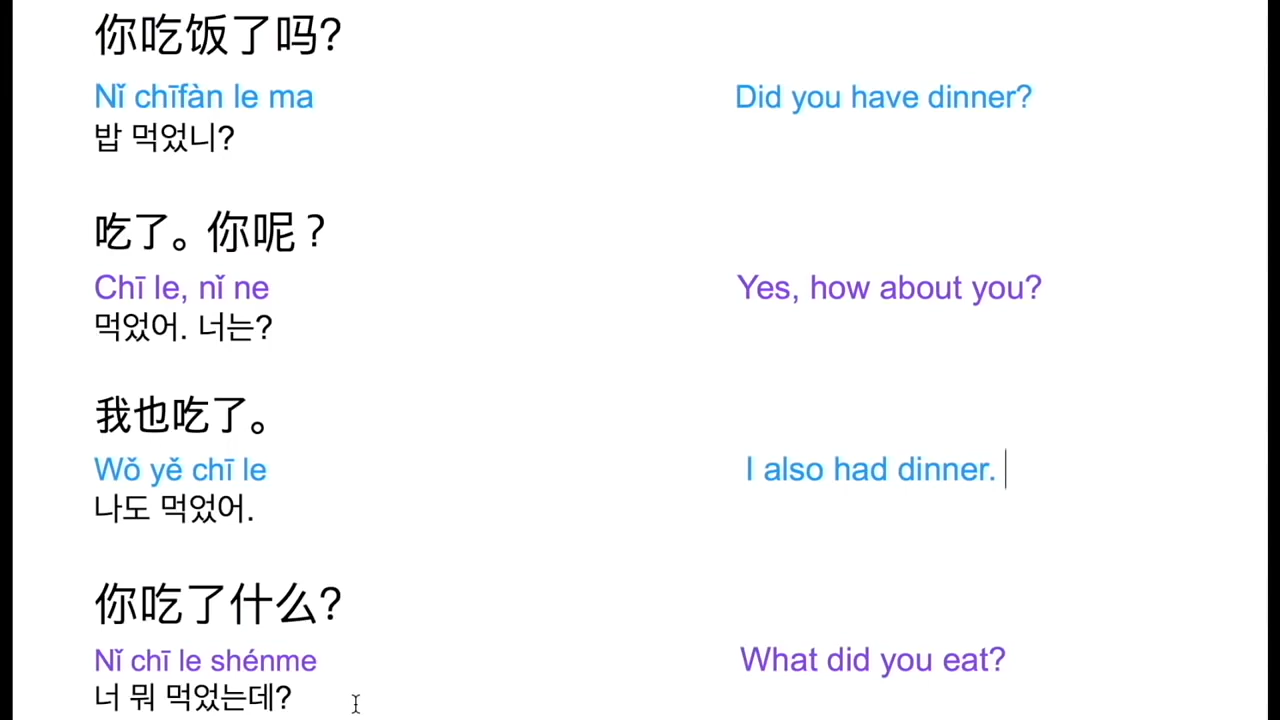 你吃饭了吗?
Nǐ chīfàn le ma
Did you have dinner?
밥 먹었니?
吃了。你呢？
Chī le, nǐ ne
Yes, how about you?
먹었어. 너는?
我也吃了。
Wǒ yě chī le
I also had dinner.
나도 먹었어.
你吃了什么?
Nǐ chī le shénme
What did you eat?
너 뭐 먹었는데?